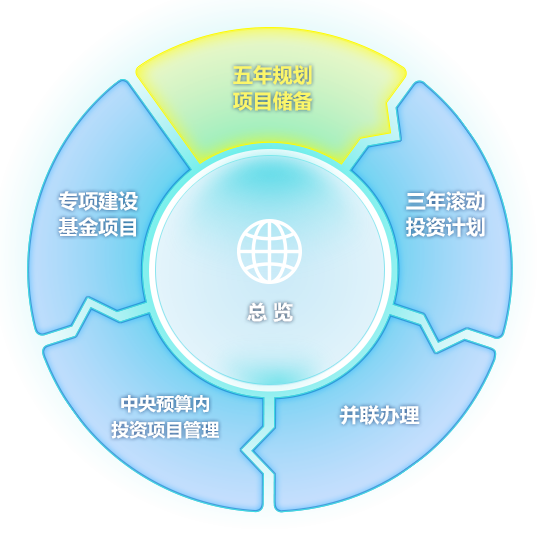 五年规划
项目储备
三年滚动
投资计划
并联办理
中央预算内
投资项目管理
专项建设
基金项目
总览